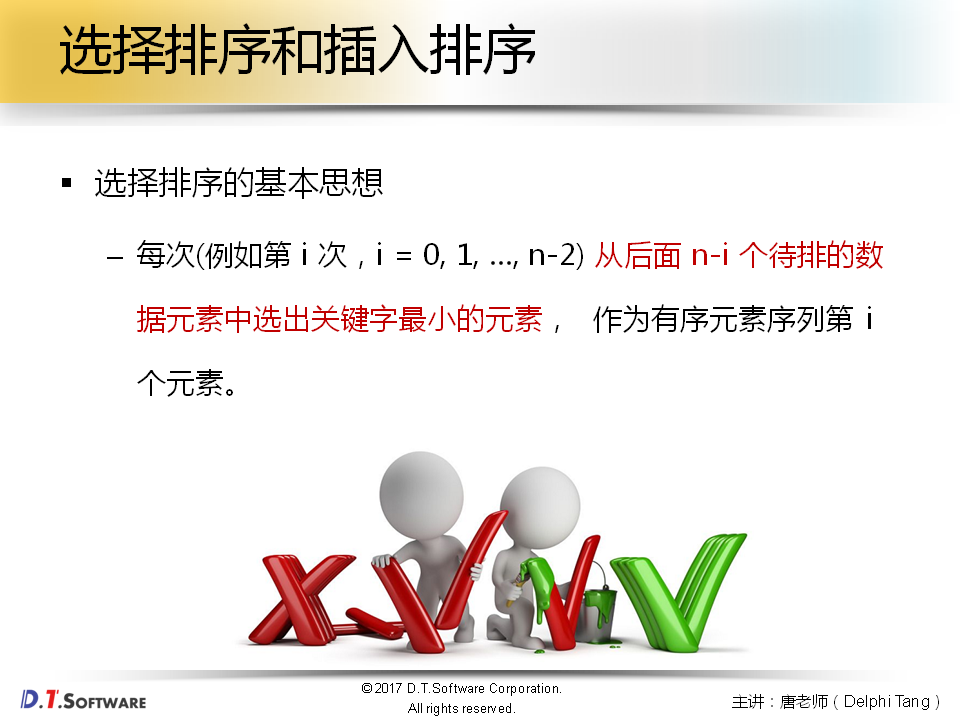 选择排序和插入排序
▪ 选择排序的基本思想
– 每次(例如第 i 次，i = 0, 1, …, n-2) 从后面 n-i 个待排的数
据元素中选出关键字最小的元素， 作为有序元素序列第 i
个元素。
D.T.SOFTWARE
©2017 D.T.Software Corporation.
All rights reserved.
主讲：唐老师（Delphi Tang）